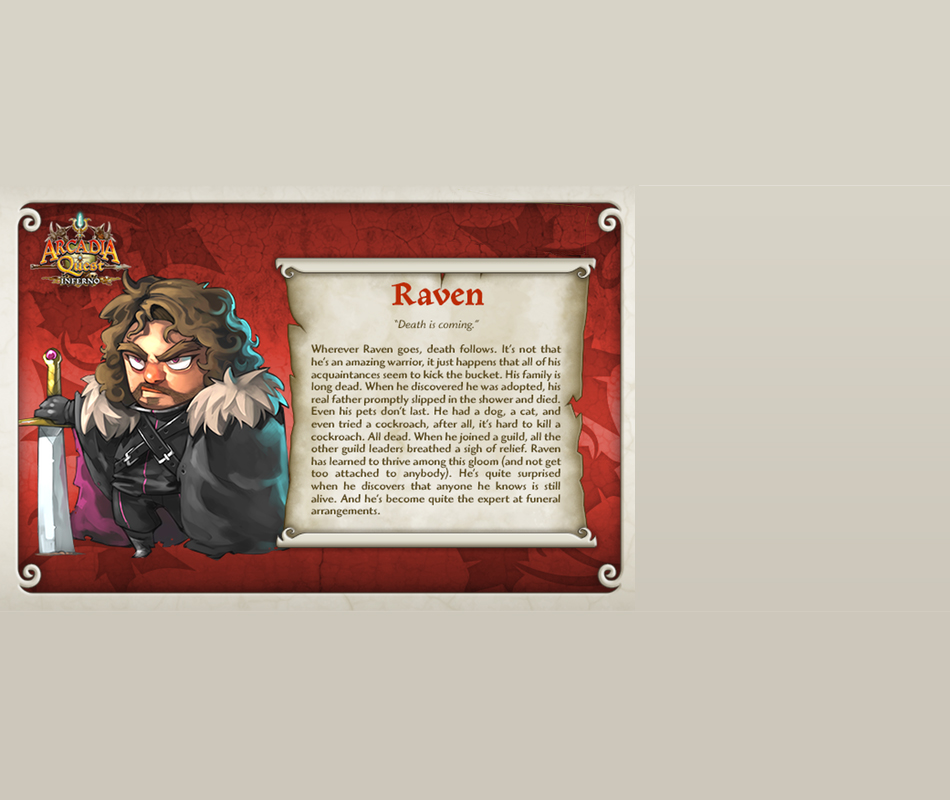 ARCADIA
Quest
INFERNO
Raven
"Death is coming."
Wherever Raven goes, death follows. It's not that
he's an amazing warrior, it just happens that all of his
acquaintances seem to kick the bucket. His family is
long dead. When he discovered he was adopted, his
real father promptly slipped in the shower and died.
Even his pets don't last. He had a dog, a cat, and
even tried a cockroach, after all, it's hard to kill a
cockroach. All dead. When he joined a guild, all the
other guild leaders breathed a sigh of relief. Raven
has learned to thrive among this gloom (and not get
too attached to anybody). He's quite surprised
when he discovers that anyone he knows is still
alive. And he's become quite the expert at funeral
arrangements.